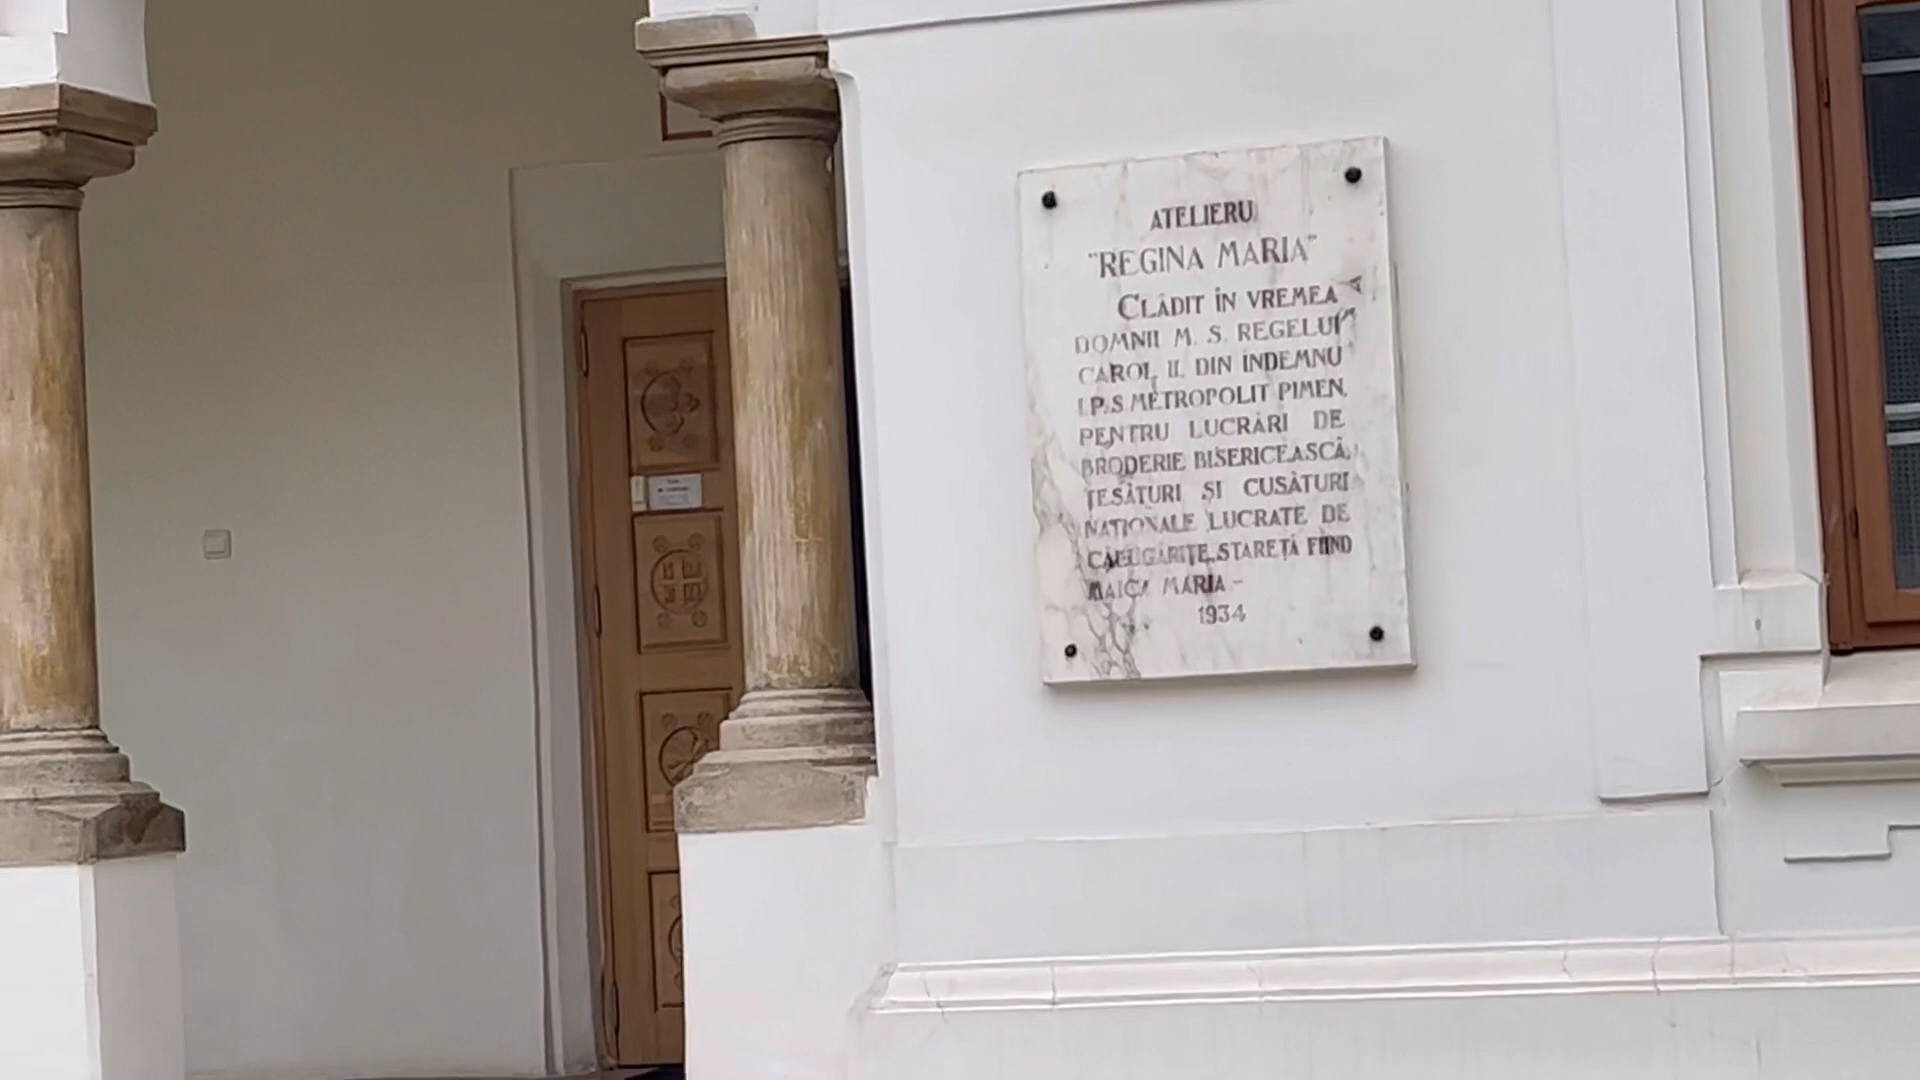 ATELIERU
"REGINA MARIA"
CLĂDIT ÎN VREMEA
DOMNII M. S. REGELUI
CAROL II. DIN INDEMNU
I.P.S METROPOLIT PIMEN,
PENTRU LUCRĂRI DE
BRODERIE BISERICEASCĂ,
ȚESĂTURI ȘI CUSĂTURI
NAȚIONALE LUCRATE DE
CĂLUGĂRIȚE, STAREȚĂ FIIND
MAICA MARIA -
1934